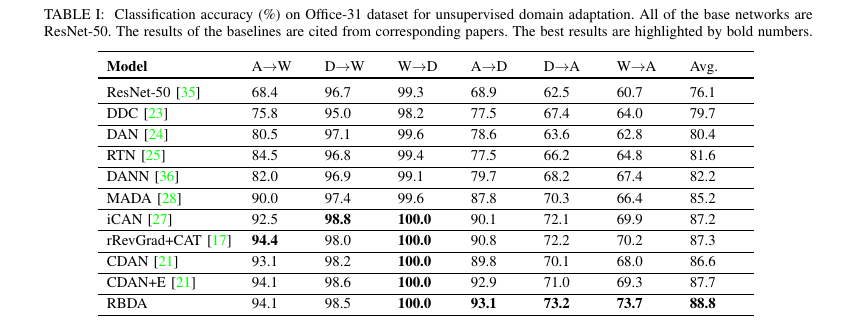 TABLE I: Classification accuracy (%) on Office-31 dataset for unsupervised domain adaptation. All of the base networks are
ResNet-50. The results of the baselines are cited from corresponding papers. The best results are highlighted by bold numbers.
Model A→W D→W W→D A→D D→A W→A Avg.
ResNet-50 [35] 68.4 96.7 99.3 68.9 62.5 60.7 76.1
DDC [23] 75.8 95.0 98.2 77.5 67.4 64.0 79.7
DAN [24] 80.5 97.1 99.6 78.6 63.6 62.8 80.4
RTN [25] 84.5 96.8 99.4 77.5 66.2 64.8 81.6
DANN [36] 82.0 96.9 99.1 79.7 68.2 67.4 82.2
MADA [28] 90.0 97.4 99.6 87.8 70.3 66.4 85.2
iCAN [27] 92.5 98.8 100.0 90.1 72.1 69.9 87.2
rRevGrad+CAT [17] 94.4 98.0 100.0 90.8 72.2 70.2 87.3
CDAN [21] 93.1 98.2 100.0 89.8 70.1 68.0 86.6
CDAN+E [21] 94.1 98.6 100.0 92.9 71.0 69.3 87.7
RBDA 94.1 98.5 100.0 93.1 73.2 73.7 88.8